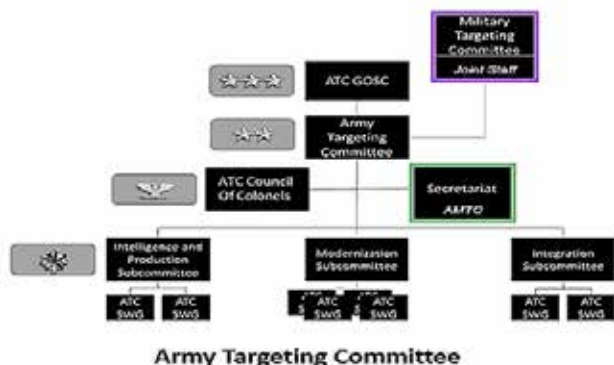 Military
Targeting
Committee
Joint Staff
ATC GOSC
Army
Targeting
Committee
ATC Council
Of Colonels
Secretariat
AMTO
Intelligence and
Production
Subcommittee
Modernization
Subcommittee
Integration
Subcommittee
ATC
SWG
ATC
SWG
ATC
ATC
SWG
ATC
SWG
ATC
SWG
ATC
SWG
Army Targeting Committee